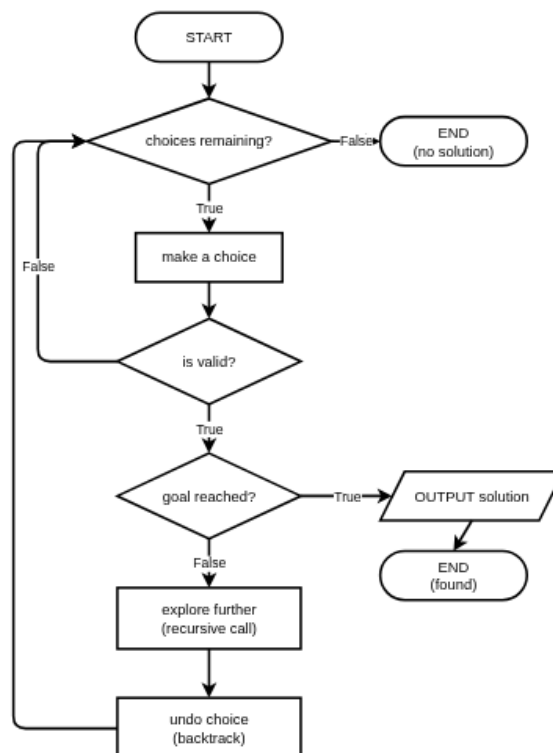 START
choices remaining?
False
END
(no solution)
True
make a choice
False
is valid?
True
goal reached?
True
OUTPUT solution
False
END
(found)
explore further
(recursive call)
undo choice
(backtrack)